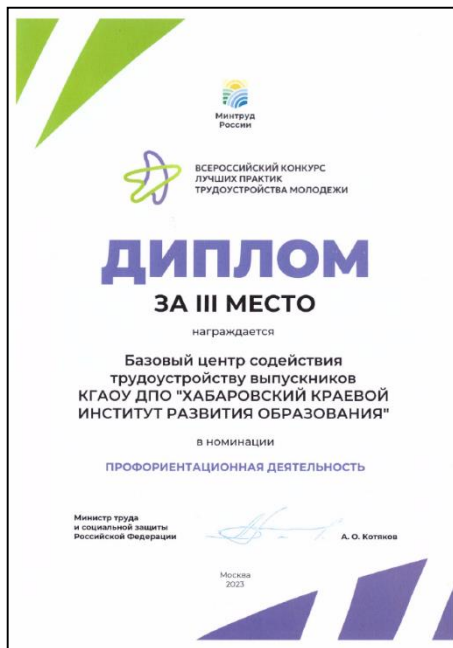 Минтруд
России
ВСЕРОССИЙСКИЙ КОНКУРС
ЛУЧШИХ ПРАКТИК
ТРУДОУСТРОЙСТВА МОЛОДЕЖИ
ДИПЛОМ
ЗА III МЕСТО
награждается
Базовый центр содействия
трудоустройству выпускников
КГАОУ ДПО "ХАБАРОВСКИЙ КРАЕВОЙ
ИНСТИТУТ РАЗВИТИЯ ОБРАЗОВАНИЯ"
в номинации
ПРОФОРИЕНТАЦИОННАЯ ДЕЯТЕЛЬНОСТЬ
Министр труда
и социальной защиты
Российской Федерации
А. О. Котяков
Москва
2023